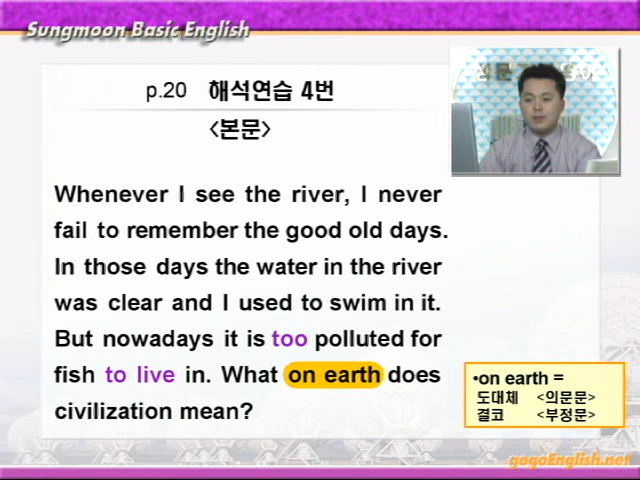 Sungmoon Basic English
p.20 해석연습 4번
<본문>
Whenever I see the river, I never
fail to remember the good old days.
In those days the water in the river
was clear and I used to swim in it.
But nowadays it is too polluted for
fish to live in. What on earth does
civilization mean?
•on earth =
도대체 <의문문>
결코 <부정문>
gogoEnglish.net